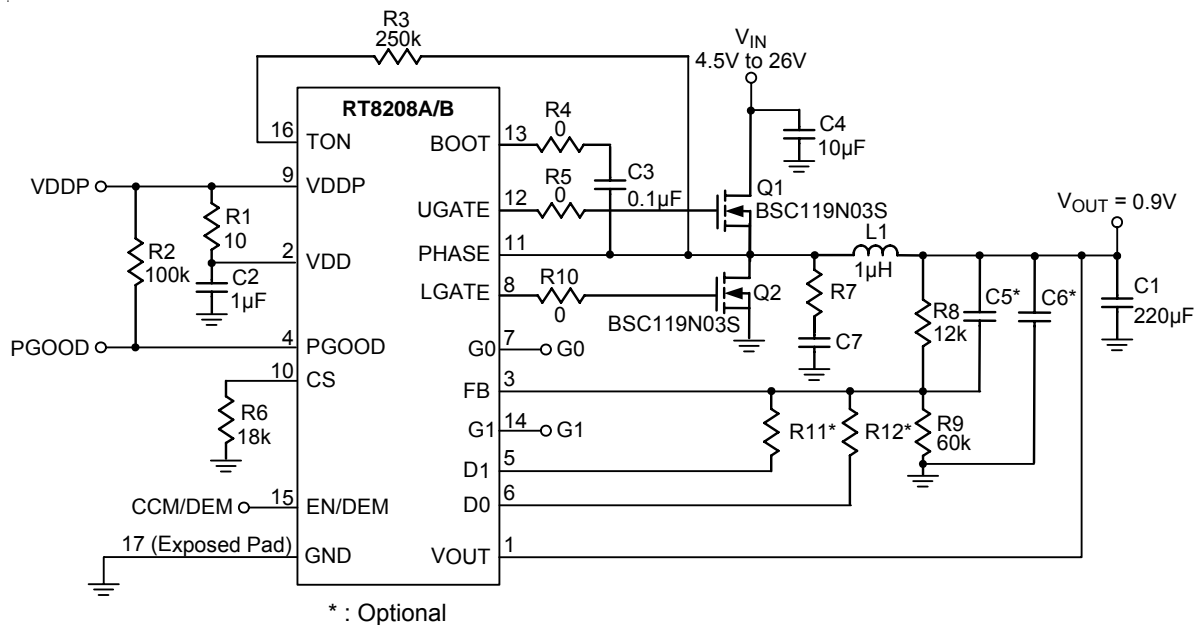 R3
250k
V_IN
4.5V to 26V
RT8208A/B
R4
0
C4
10µF
16
TON
BOOT
13
C3
0.1µF
VDDP
9
VDDP
R5
0
Q1
BSC119N03S
UGATE
12
V_OUT = 0.9V
R1
10
L1
1µH
PHASE
11
R2
100k
2
VDD
C2
1µF
LGATE
8
R10
0
Q2
BSC119N03S
R7
R8
12k
C5*
C6*
C1
220µF
PGOOD
4
PGOOD
G0
7
G0
C7
10
CS
FB
3
R6
18k
G1
14
G1
R11*
R12*
R9
60k
D1
5
D0
6
CCM/DEM
15
EN/DEM
17 (Exposed Pad)
GND
VOUT
1
* : Optional